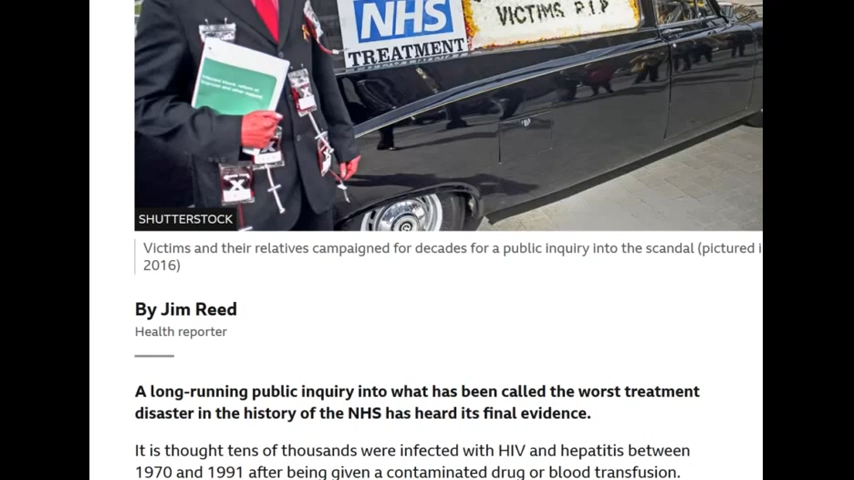 NHS
TREATMENT
VICTIMS R.I.P
SHUTTERSTOCK
Victims and their relatives campaigned for decades for a public inquiry into the scandal (pictured i
2016)
By Jim Reed
Health reporter
A long-running public inquiry into what has been called the worst treatment
disaster in the history of the NHS has heard its final evidence.
It is thought tens of thousands were infected with HIV and hepatitis between
1970 and 1991 after being given a contaminated drug or blood transfusion.